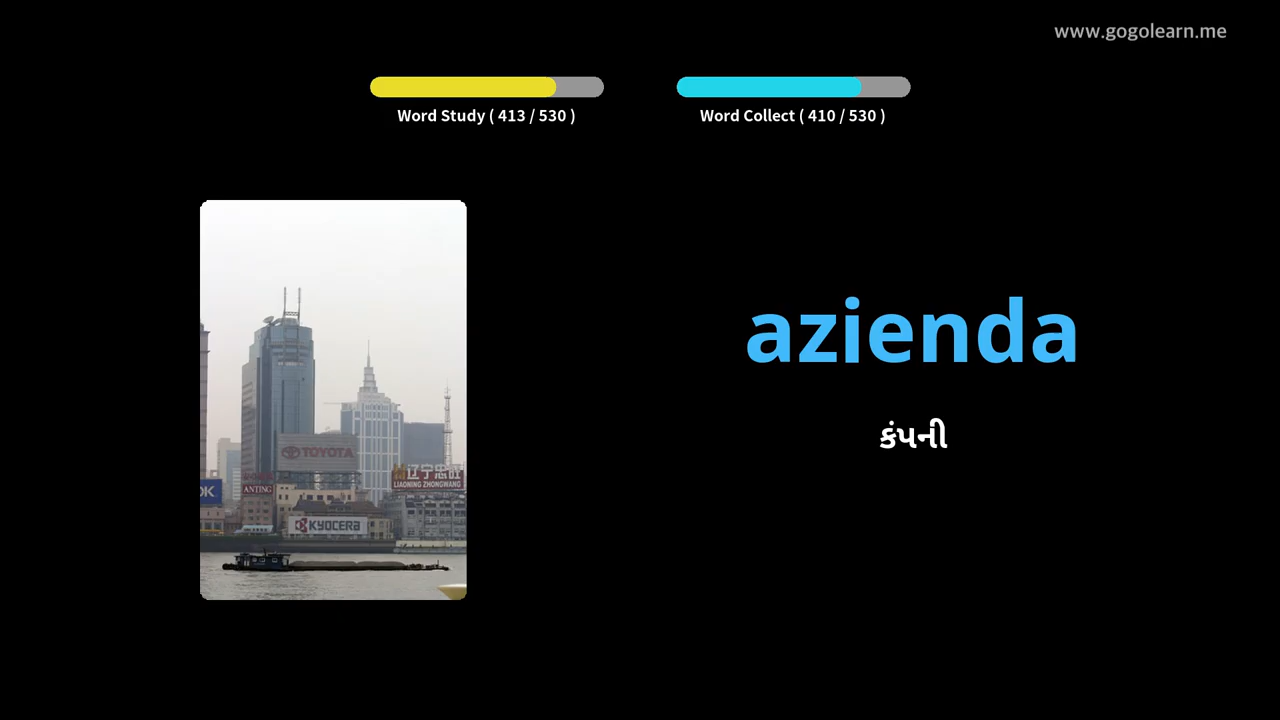 www.gogolearn.me
Word Study ( 413 / 530 )
Word Collect ( 410 / 530 )
TOYOTA
辽宁忠旺
LIAONING ZHONGWANG
ANTING
KYOCERA
azienda
કંપની